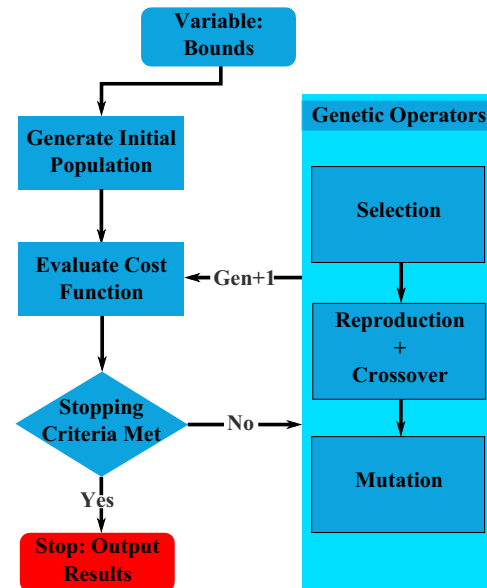 Variable:
Bounds
Generate Initial
Population
Evaluate Cost
Function
Gen+1
Stopping
Criteria Met
No
Yes
Stop: Output
Results
Genetic Operators
Selection
Reproduction
+
Crossover
Mutation